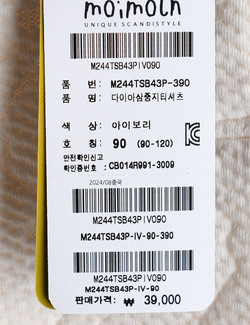 moimoln
UNIQUE SCANDISTYLE
M244TSB43PIV090
품 번: M244TSB43P-390
품 명: 다이아삼중지티셔츠
색 상: 아이보리
호 칭: 90 (90-120)
안전확인신고
확인증번호: CB014R991-3009
2024/08중국
M244TSB43PIV090
M244TSB43P-IV-90-390
M244TSB43P-IV-90
판매가격: ₩ 39,000